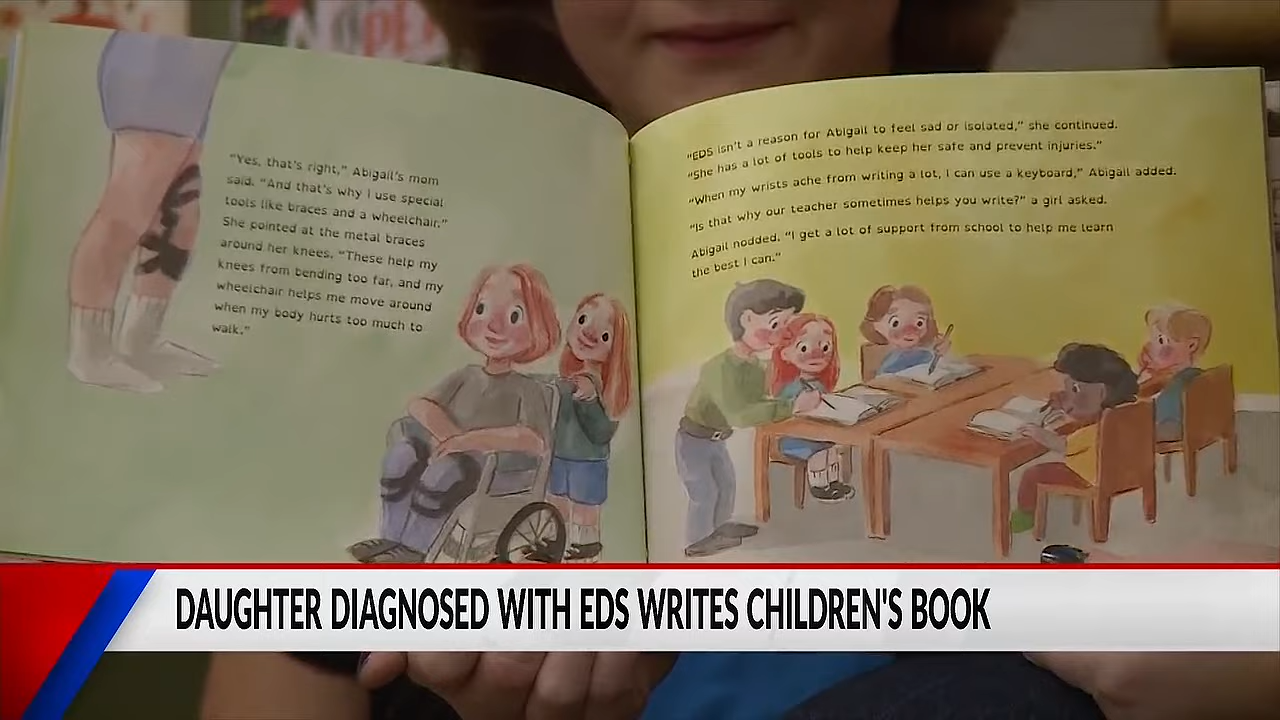 "Yes, that's right," Abigail's mom
said. "And that's why I use special
tools like braces and a wheelchair."
She pointed at the metal braces
around her knees. "These help my
knees from bending too far, and my
wheelchair helps me move around
when my body hurts too much to
walk."
"EDS isn't a reason for Abigail to feel sad or isolated," she continued.
"She has a lot of tools to help keep her safe and prevent injuries."
"When my wrists ache from writing a lot, I can use a keyboard," Abigail added.
"Is that why our teacher sometimes helps you write?" a girl asked.
Abigail nodded. "I get a lot of support from school to help me learn
the best I can."
DAUGHTER DIAGNOSED WITH EDS WRITES CHILDREN'S BOOK